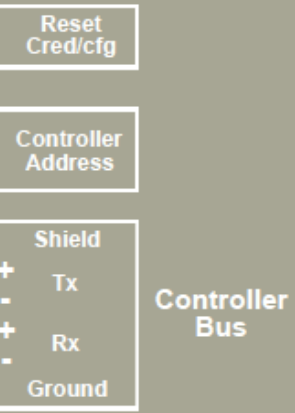 Reset
Cred/cfg
Controller
Address
Shield
+
Tx
-
+
Rx
-
Ground
Controller
Bus